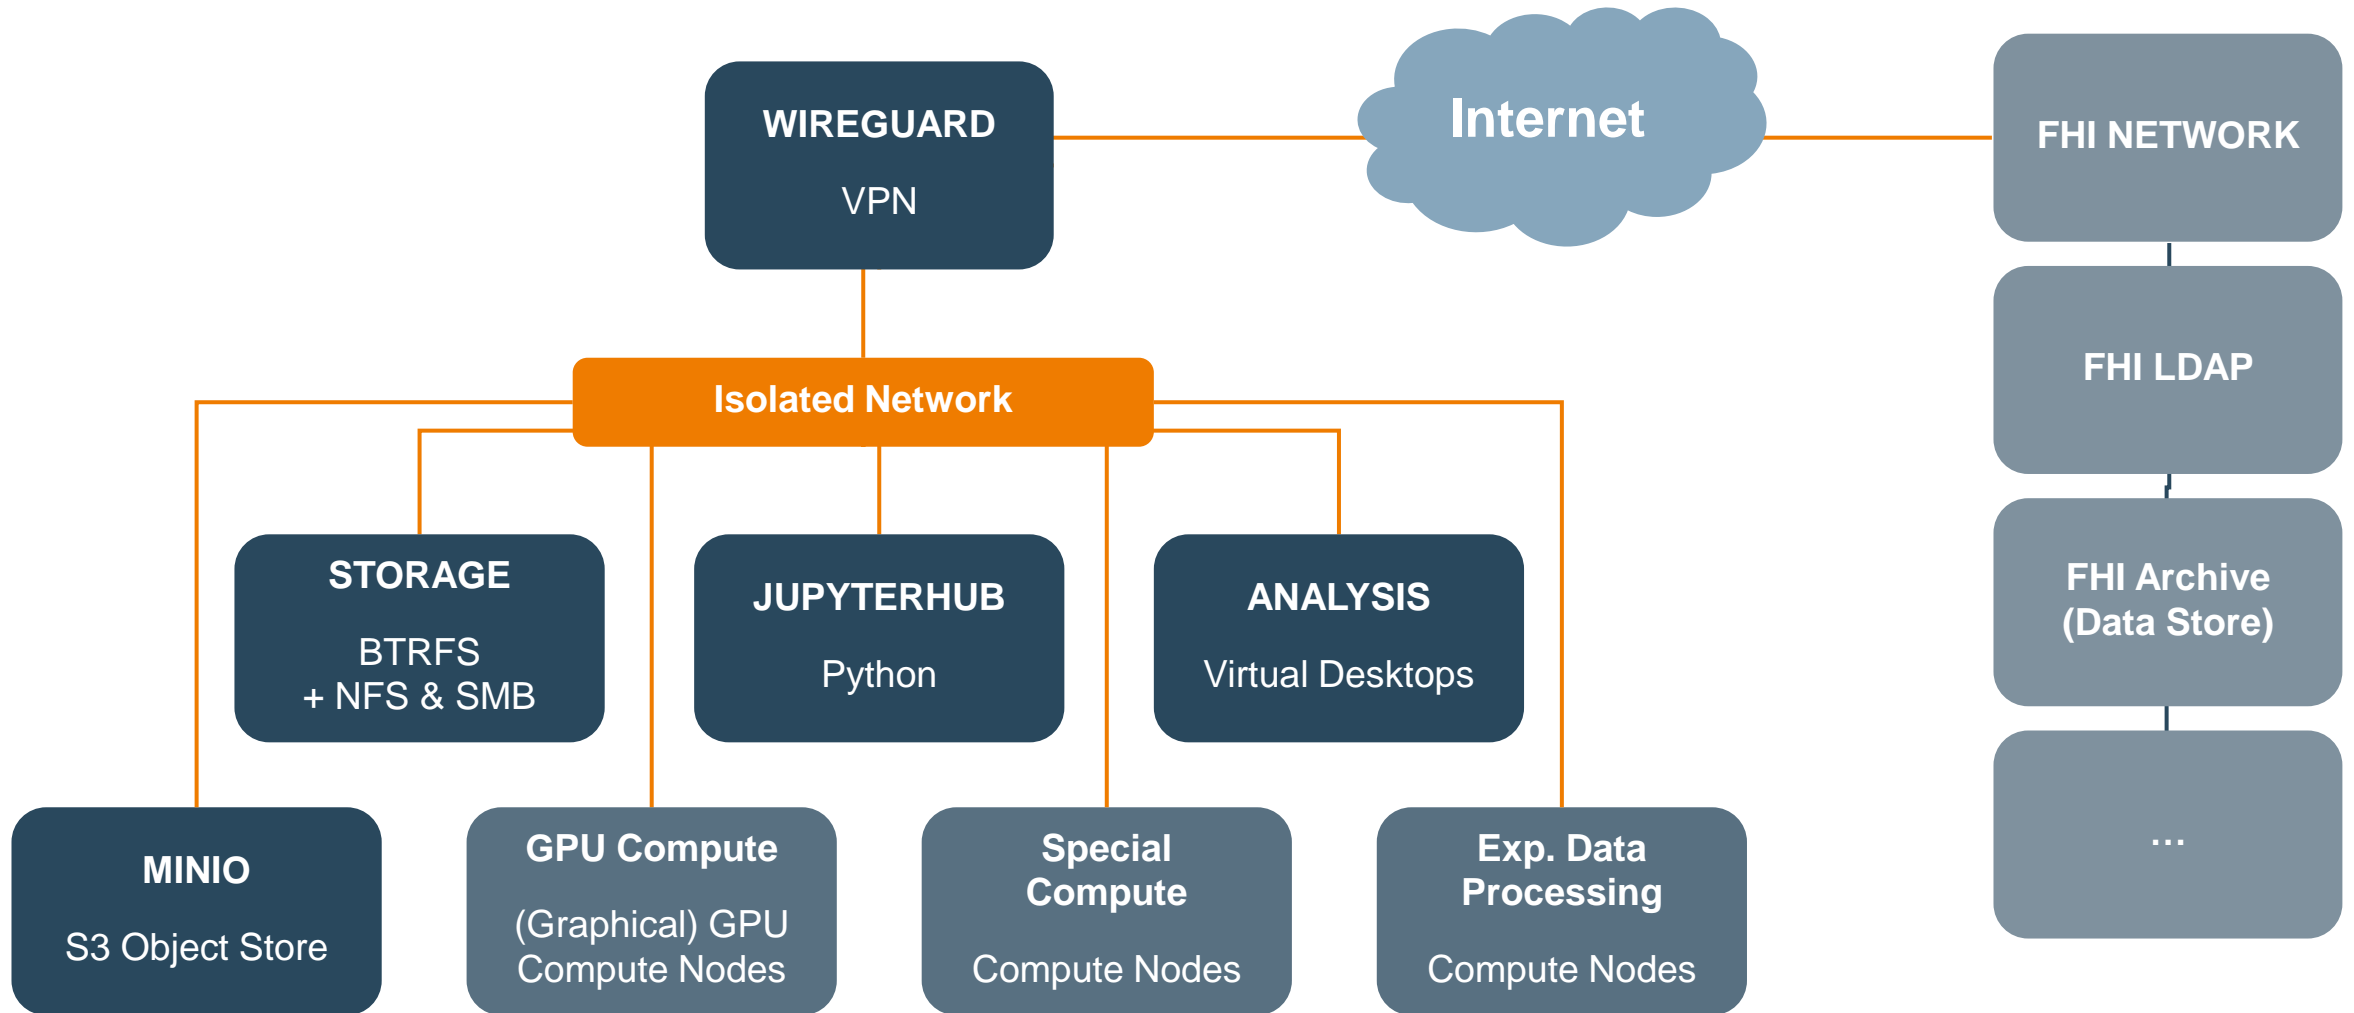 WIREGUARD
VPN
Internet
FHI NETWORK
FHI LDAP
Isolated Network
FHI Archive
(Data Store)
STORAGE
BTRFS
+ NFS & SMB
JUPYTERHUB
Python
ANALYSIS
Virtual Desktops
MINIO
S3 Object Store
GPU Compute
(Graphical) GPU
Compute Nodes
Special
Compute
Compute Nodes
Exp. Data
Processing
Compute Nodes
...